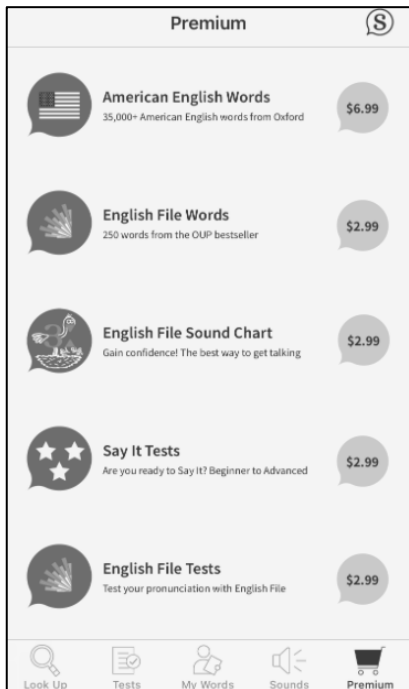 Premium
S
American English Words
$6.99
35,000+ American English words from Oxford
English File Words
$2.99
250 words from the OUP bestseller
English File Sound Chart
$2.99
Gain confidence! The best way to get talking
Say It Tests
$2.99
Are you ready to Say It? Beginner to Advanced
English File Tests
$2.99
Test your pronunciation with English File
Look Up Tests My Words Sounds Premium